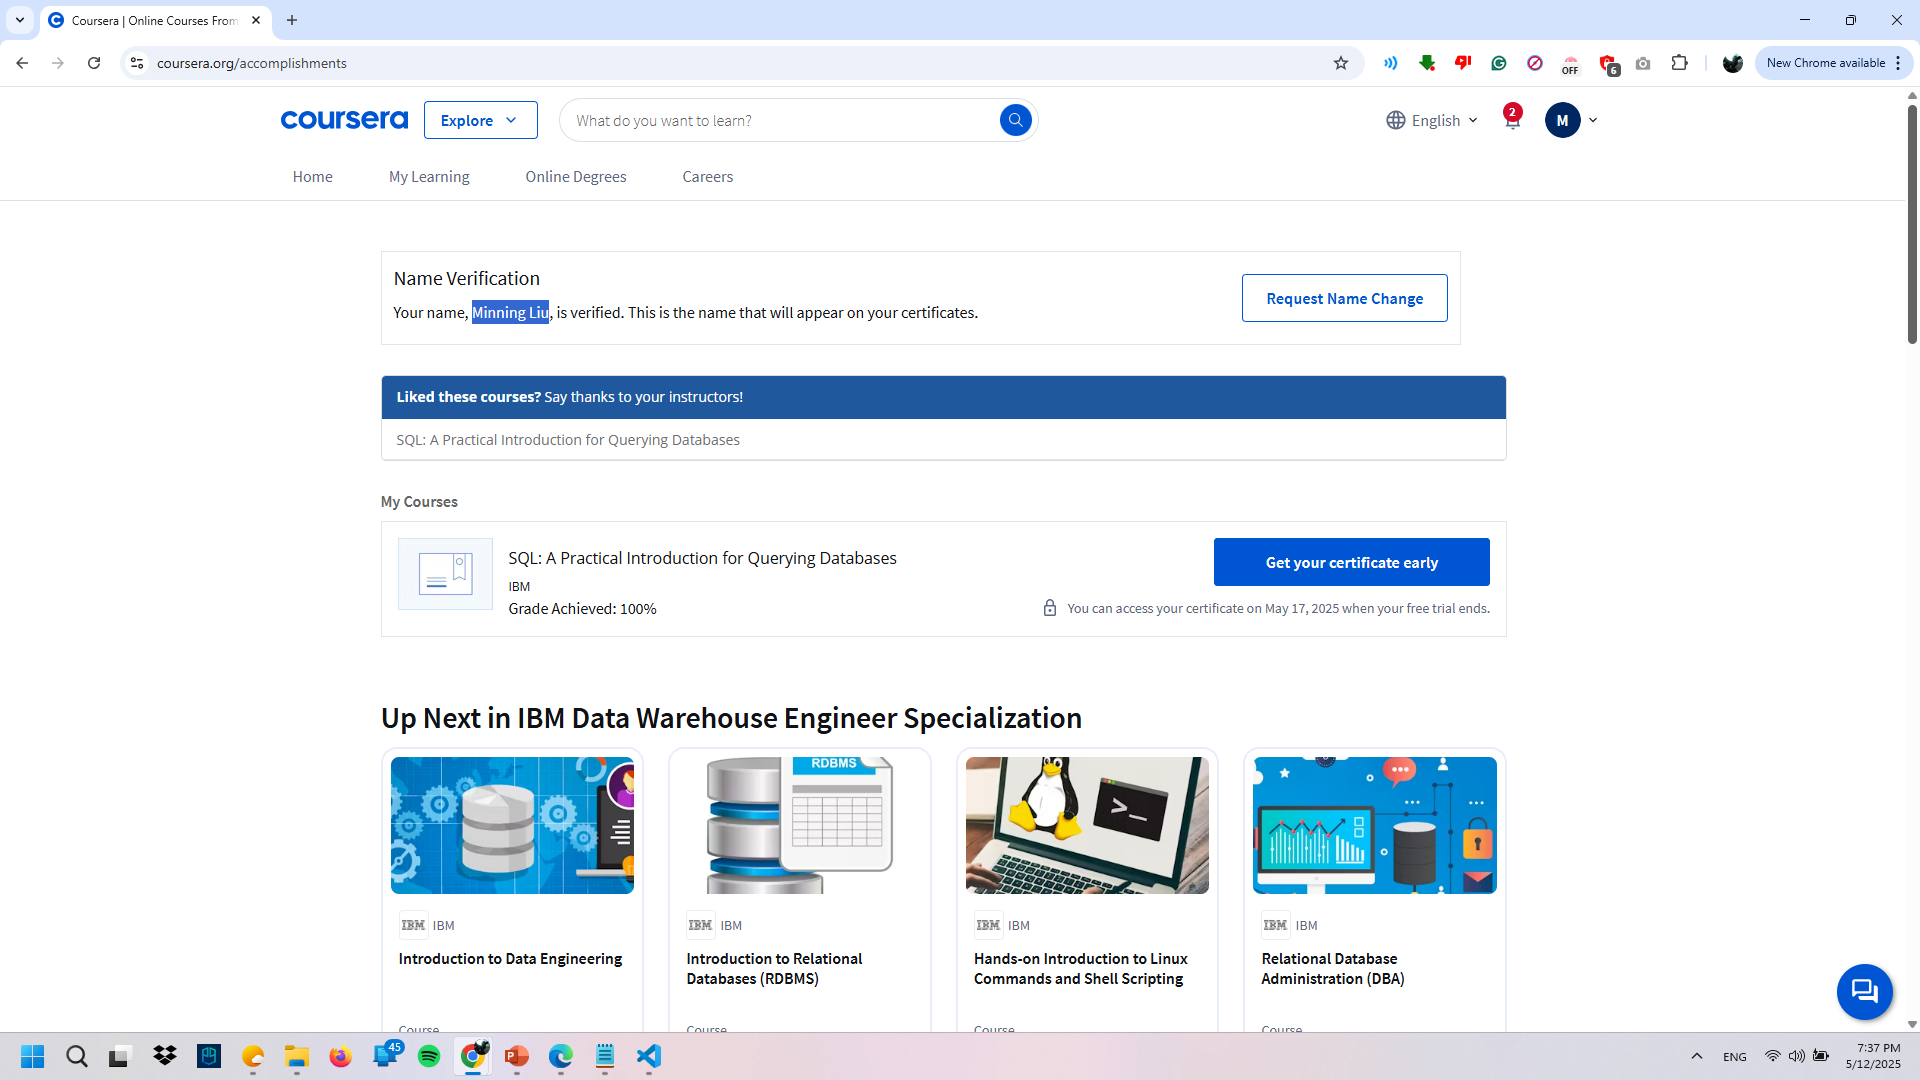 Coursera | Online Courses From
coursera.org/accomplishments
OFF
6
New Chrome available
coursera
Explore
What do you want to learn?
English
2
M
Home
My Learning
Online Degrees
Careers
Name Verification
Your name, Minning Liu, is verified. This is the name that will appear on your certificates.
Request Name Change
Liked these courses? Say thanks to your instructors!
SQL: A Practical Introduction for Querying Databases
My Courses
SQL: A Practical Introduction for Querying Databases
IBM
Grade Achieved: 100%
Get your certificate early
You can access your certificate on May 17, 2025 when your free trial ends.
Up Next in IBM Data Warehouse Engineer Specialization
RDBMS
IBM IBM
Introduction to Data Engineering
Course
IBM IBM
Introduction to Relational
Databases (RDBMS)
Course
IBM IBM
Hands-on Introduction to Linux
Commands and Shell Scripting
Course
IBM IBM
Relational Database
Administration (DBA)
Course
45
ENG
7:37 PM
5/12/2025